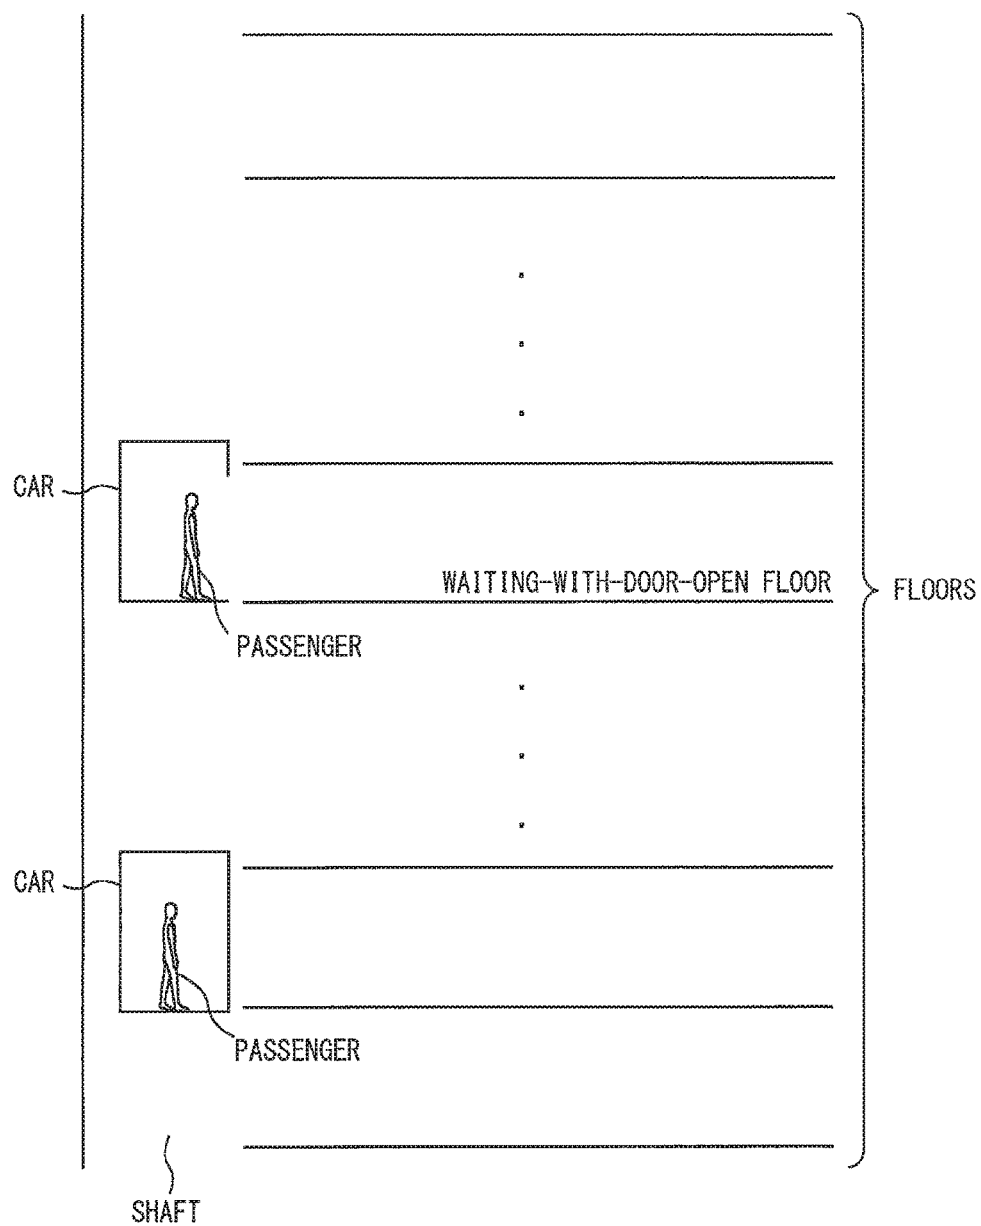 CAR
WAITING-WITH-DOOR-OPEN FLOOR
FLOORS
PASSENGER
CAR
PASSENGER
SHAFT